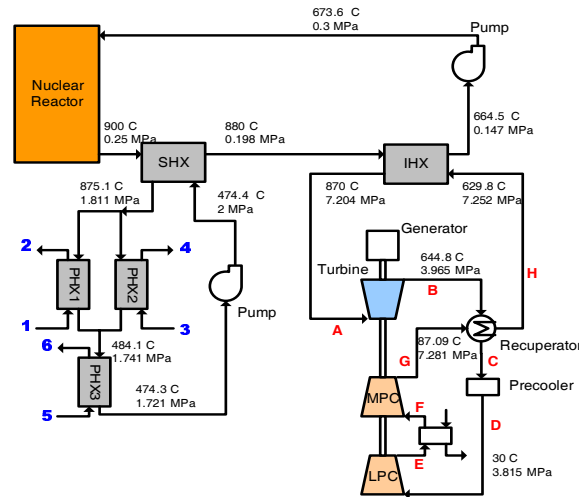 673.6 C
0.3 MPa
Pump
Nuclear
Reactor
664.5 C
0.147 MPa
900 C
0.25 MPa
880 C
0.198 MPa
SHX
IHX
875.1 C
1.811 MPa
474.4 C
2 MPa
870 C
7.204 MPa
629.8 C
7.252 MPa
Generator
2
4
Turbine
644.8 C
3.965 MPa
H
PHX1
PHX2
B
Pump
1
3
A
87.09 C
7.281 MPa
Recuperator
G
C
6
484.1 C
1.741 MPa
PHX3
474.3 C
1.721 MPa
5
Precooler
MPC
F
D
E
LPC
30 C
3.815 MPa